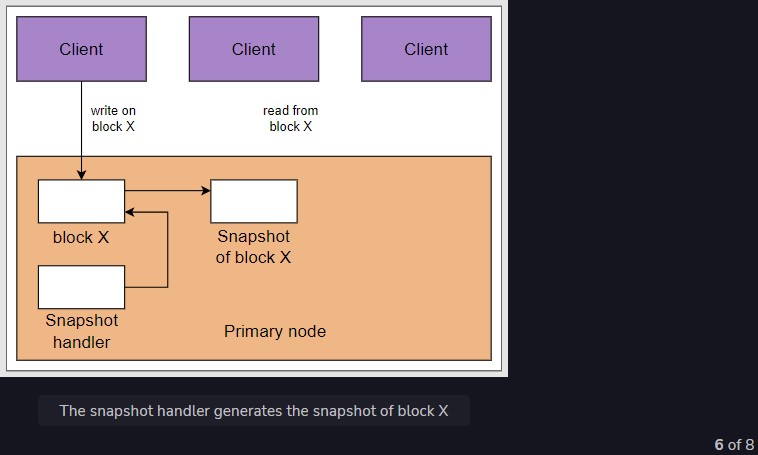 Client
Client
Client
write on
block X
read from
block X
block X
Snapshot
of block X
Snapshot
handler
Primary node
The snapshot handler generates the snapshot of block X
6 of 8